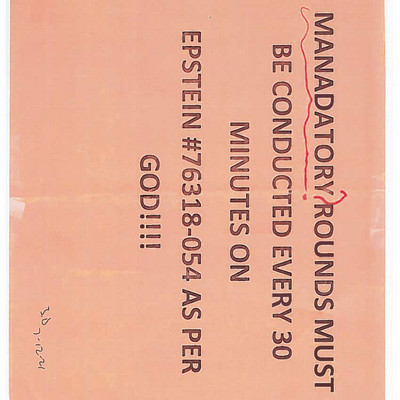 MANADATORY ROUNDS MUST
BE CONDUCTED EVERY 30
MINUTES ON
EPSTEIN #76318-054 AS PER
GOD!!!!